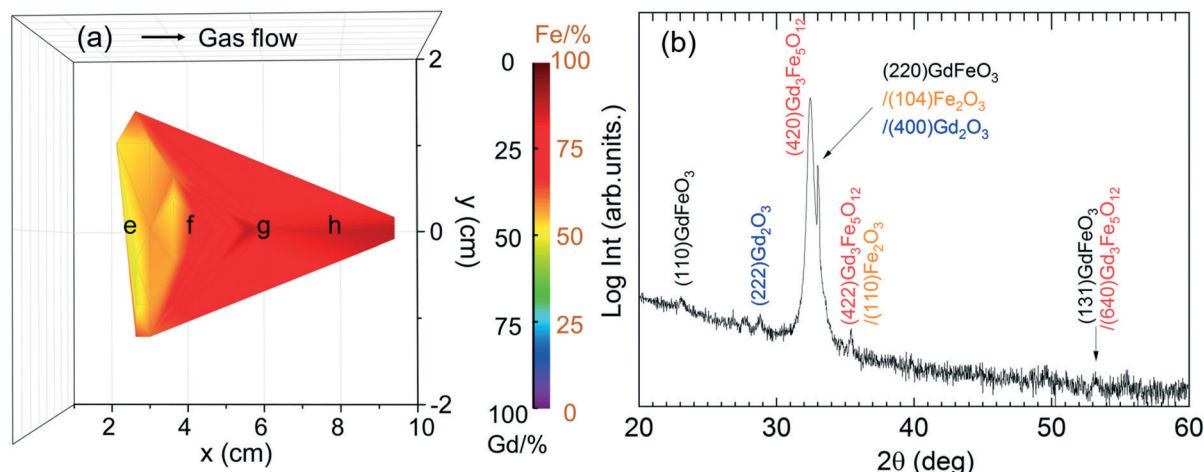 (a) → Gas flow
Fe/%
0 100
25 75
50 50
75 25
100 0
Gd/%
2
0
-2
y (cm)
e f g h
2 4 6 8 10
x (cm)
(b)
Log Int (arb.units.)
(110)GdFeO₃
(222)Gd₂O₃
(420)Gd₃Fe₅O₁₂
(220)GdFeO₃
/(104)Fe₂O₃
/(400)Gd₂O₃
(422)Gd₃Fe₅O₁₂
/(110)Fe₂O₃
(131)GdFeO₃
/(640)Gd₃Fe₅O₁₂
20 30 40 50 60
2θ (deg)